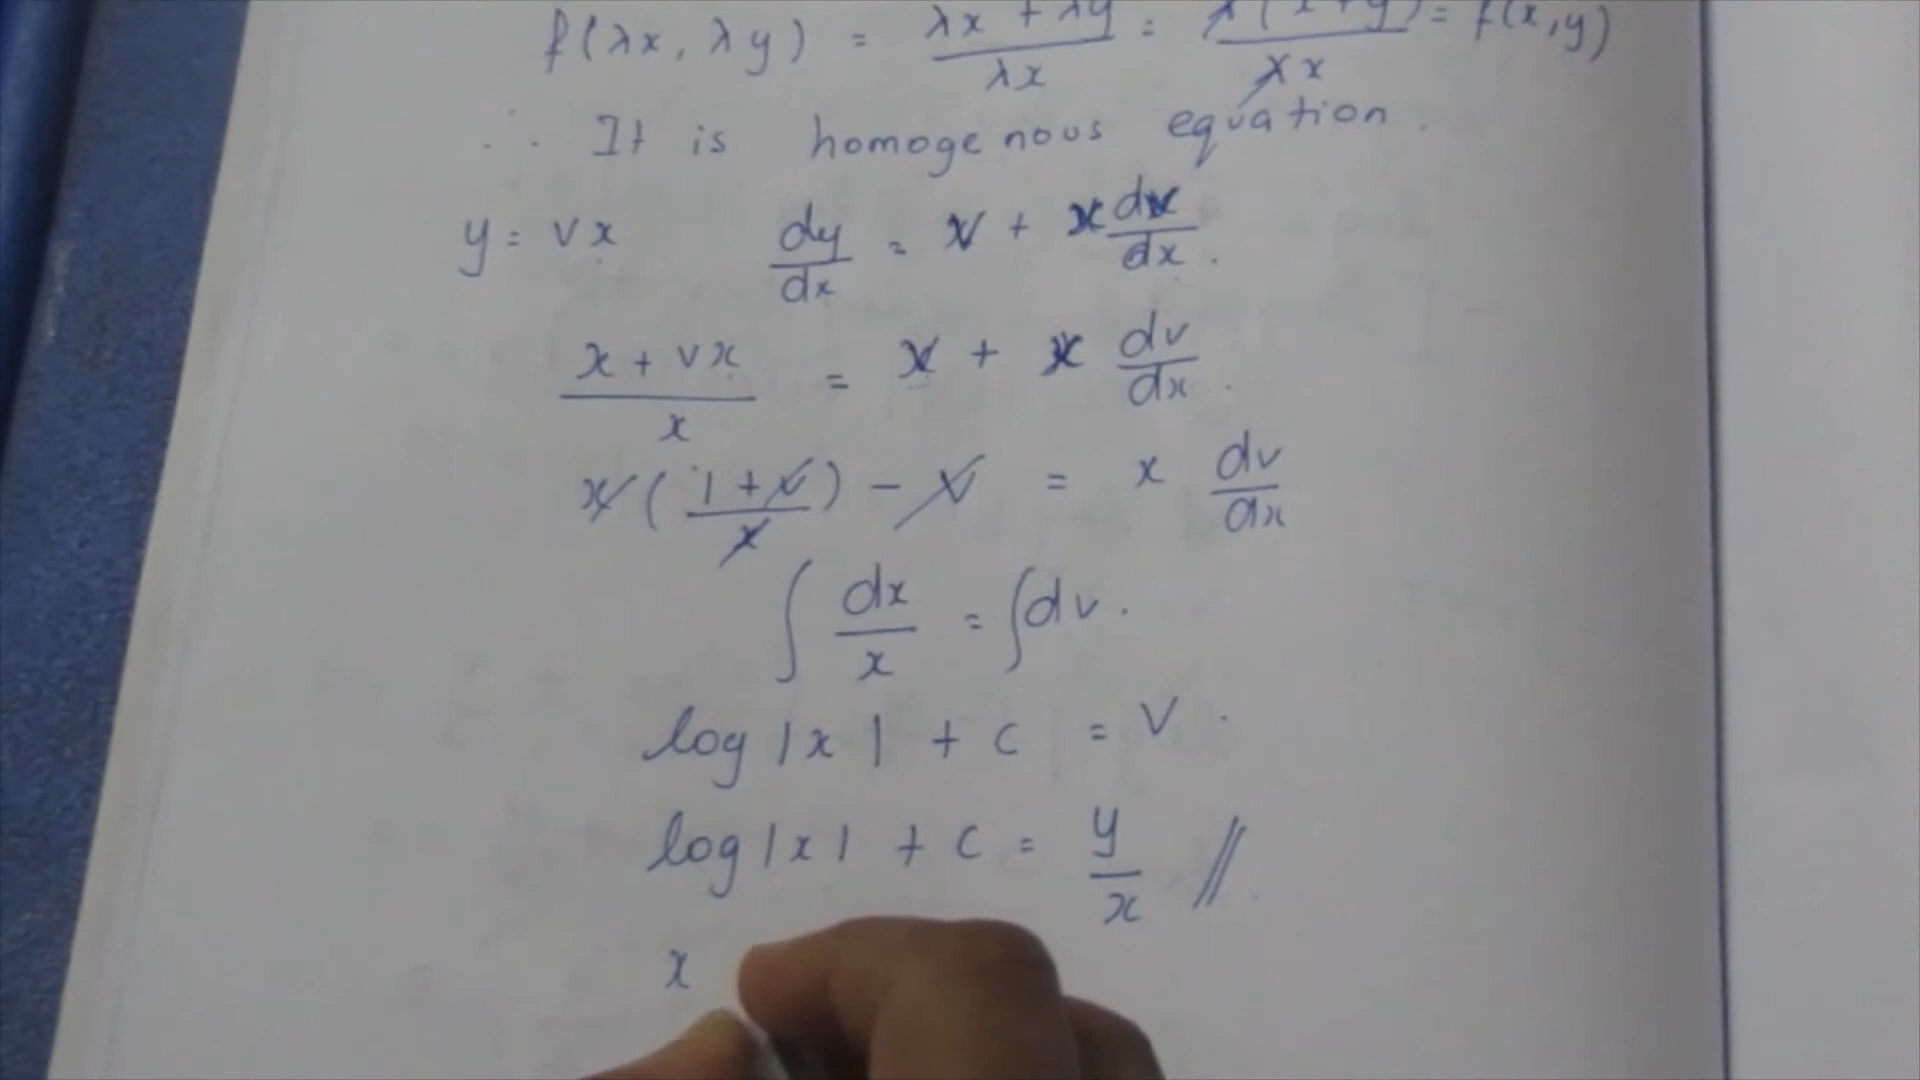 f(λx, λy) = λx + λy / λx = λ(x+y) / λx = f(x,y)
∴ It is homogenous equation.
y = vx dy/dx = v + x dv/dx.
x + vx / x = v + x dv/dx.
x(1+v / x) - v = x dv/dx
∫ dx/x = ∫dv.
log|x| + c = v.
log|x| + c = y/x //
x